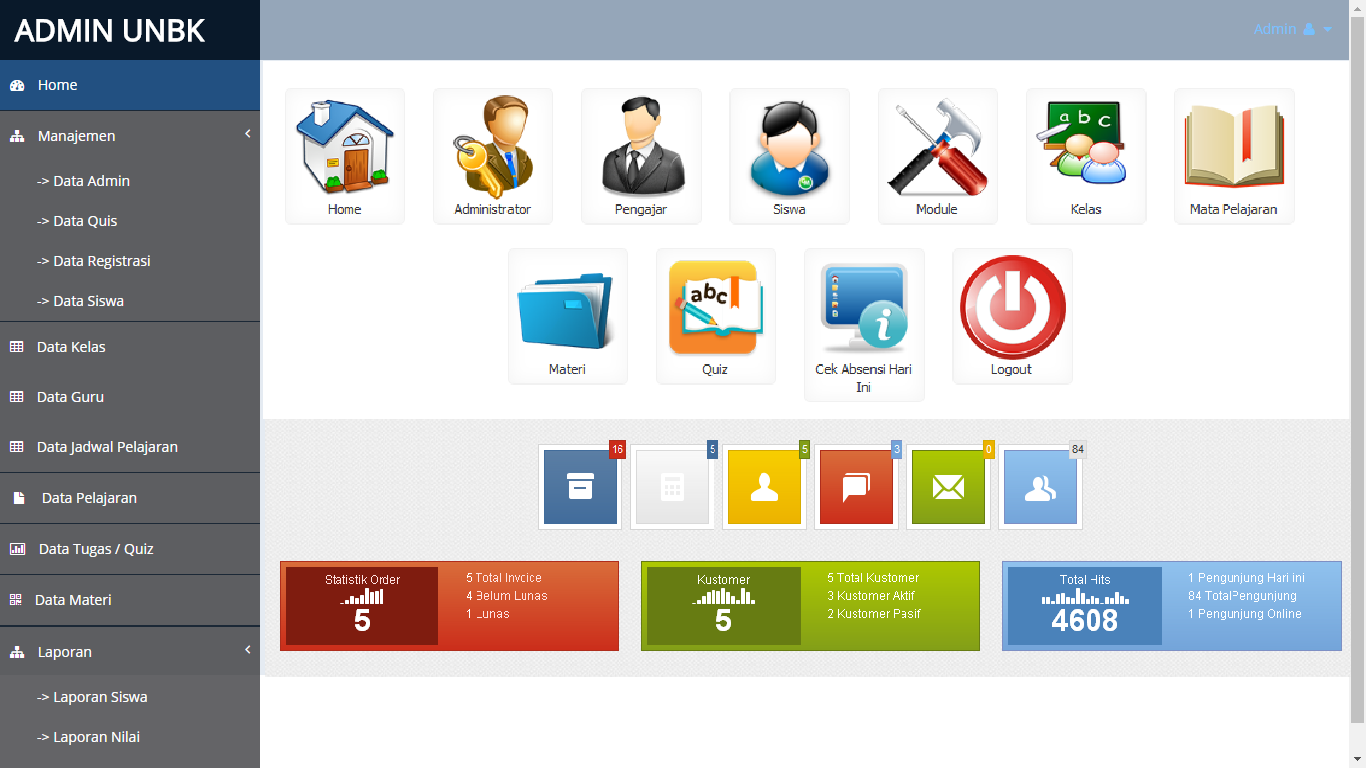 ADMIN UNBK
Admin
Home
Manajemen
-> Data Admin
-> Data Quis
-> Data Registrasi
-> Data Siswa
Data Kelas
Data Guru
Data Jadwal Pelajaran
Data Pelajaran
Data Tugas / Quiz
Data Materi
Laporan
-> Laporan Siswa
-> Laporan Nilai
Home
Administrator
Pengajar
Siswa
Module
a b c
Kelas
Mata Pelajaran
Materi
abc
Quiz
Cek Absensi Hari
Ini
Logout
16
5
5
3
0
84
Statistik Order
5
5 Total Invoice
4 Belum Lunas
1 Lunas
Kustomer
5
5 Total Kustomer
3 Kustomer Aktif
2 Kustomer Pasif
Total Hits
4608
1 Pengunjung Hari Ini
84 TotalPengunjung
1 Pengunjung Online